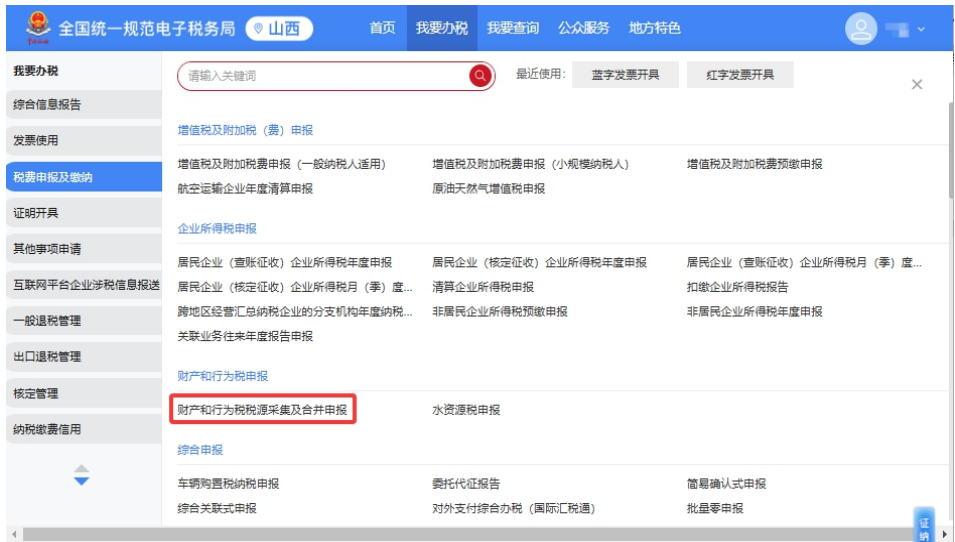 全国统一规范电子税务局 山西 首页 我要办税 我要查询 公众服务 地方特色
我要办税
综合信息报告
发票使用
税费申报及缴纳
证明开具
其他事项申请
互联网平台企业涉税信息报送
一般退税管理
出口退税管理
核定管理
纳税缴费信用
请输入关键词 最近使用: 蓝字发票开具 红字发票开具
增值税及附加税（费）申报
增值税及附加税费申报（一般纳税人适用） 增值税及附加税费申报（小规模纳税人） 增值税及附加税费预缴申报
航空运输企业年度清算申报 原油天然气增值税申报
企业所得税申报
居民企业（查账征收）企业所得税年度申报 居民企业（核定征收）企业所得税年度申报 居民企业（查账征收）企业所得税月（季）度...
居民企业（核定征收）企业所得税月（季）度... 清算企业所得税申报 扣缴企业所得税报告
跨地区经营汇总纳税企业的分支机构年度纳税... 非居民企业所得税预缴申报 非居民企业所得税年度申报
关联业务往来年度报告申报
财产和行为税申报
财产和行为税税源采集及合并申报 水资源税申报
综合申报
车辆购置税纳税申报 委托代征报告 简易确认式申报
综合关联式申报 对外支付综合办税（国际汇税通） 批量零申报
证
纳